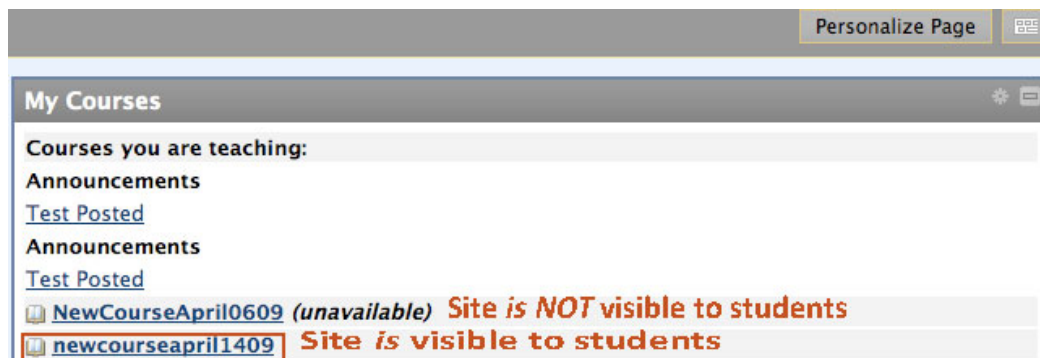 Personalize Page
My Courses
Courses you are teaching:
Announcements
Test Posted
Announcements
Test Posted
NewCourseApril0609 (unavailable) Site is NOT visible to students
newcourseapril1409 Site is visible to students